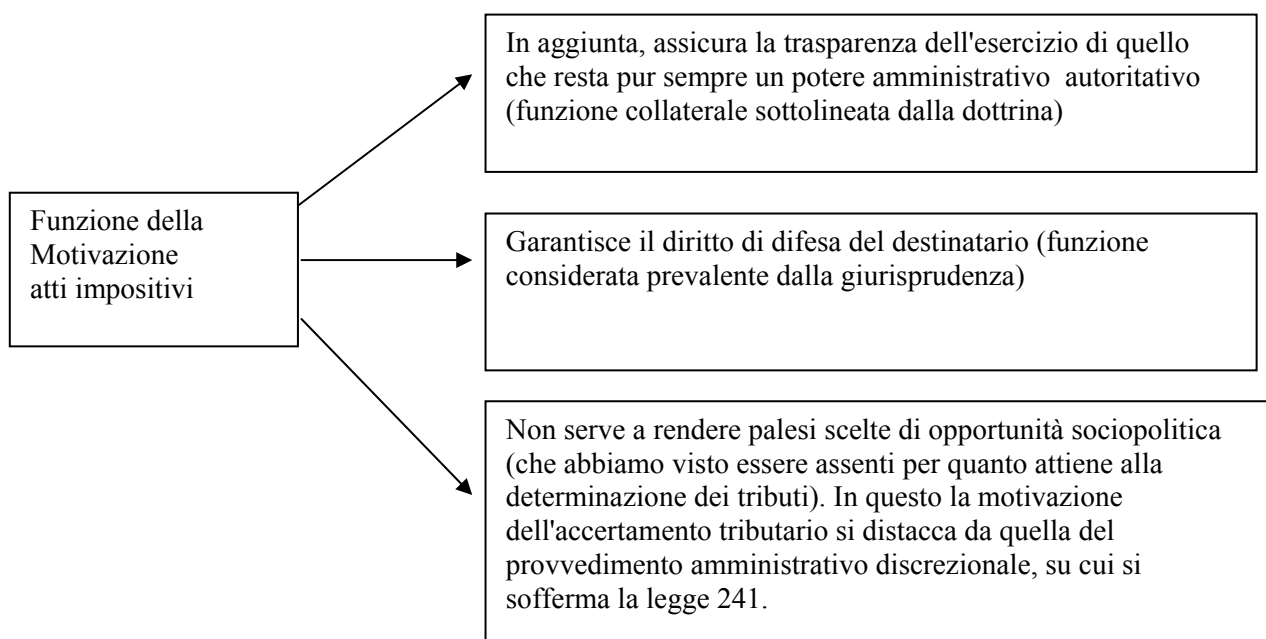 Funzione della
Motivazione
atti impositivi
In aggiunta, assicura la trasparenza dell'esercizio di quello
che resta pur sempre un potere amministrativo autoritativo
(funzione collaterale sottolineata dalla dottrina)
Garantisce il diritto di difesa del destinatario (funzione
considerata prevalente dalla giurisprudenza)
Non serve a rendere palesi scelte di opportunità sociopolitica
(che abbiamo visto essere assenti per quanto attiene alla
determinazione dei tributi). In questo la motivazione
dell'accertamento tributario si distacca da quella del
provvedimento amministrativo discrezionale, su cui si
sofferma la legge 241.